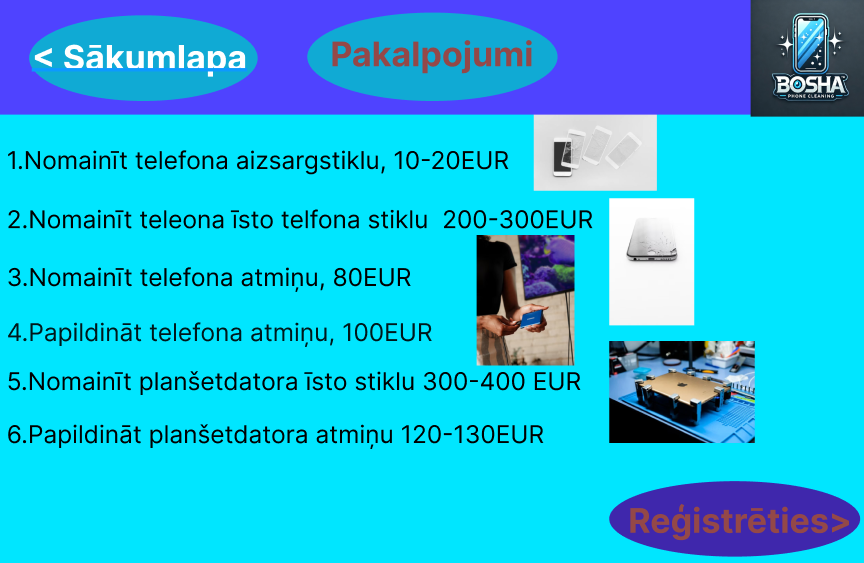 < Sākumlapa
Pakalpojumi
BOSHA
PHONE CLEANING
1.Nomainīt telefona aizsargstiklu, 10-20EUR
2.Nomainīt teleona īsto telfona stiklu 200-300EUR
3.Nomainīt telefona atmiņu, 80EUR
4.Papildināt telefona atmiņu, 100EUR
5.Nomainīt planšetdatora īsto stiklu 300-400 EUR
6.Papildināt planšetdatora atmiņu 120-130EUR
Reģistrēties>